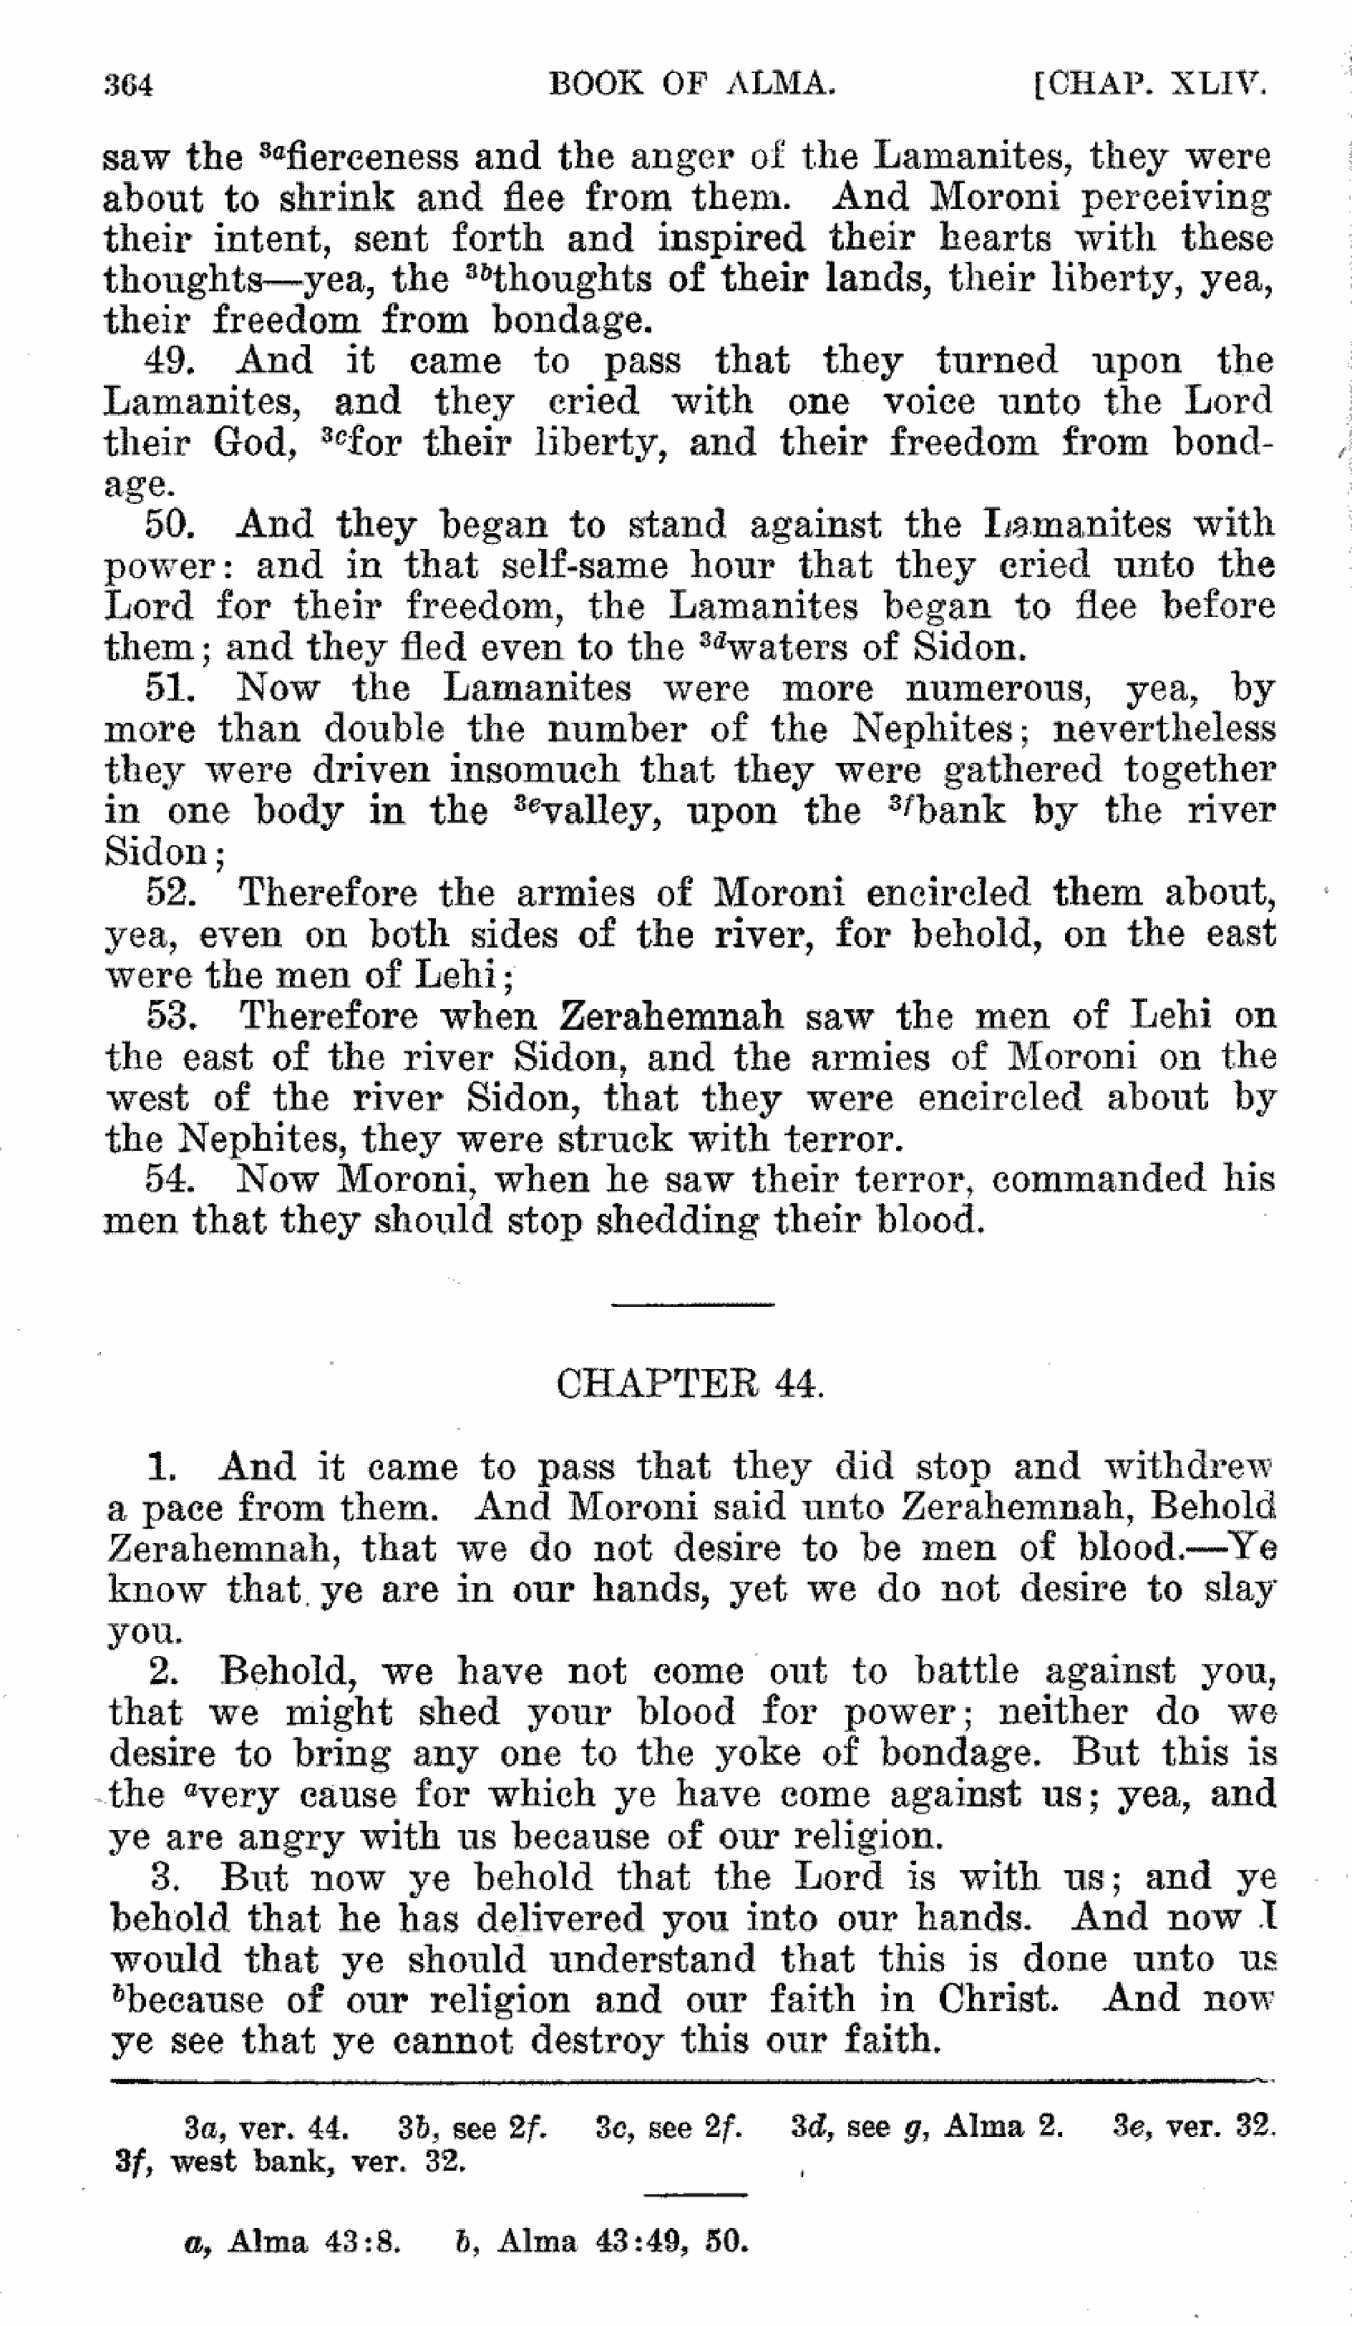 364 BOOK OF ALMA. [CHAP. XLIV.
saw the 3afierceness and the anger of the Lamanites, they were
about to shrink and flee from them. And Moroni perceiving
their intent, sent forth and inspired their hearts with these
thoughts—yea, the 3bthoughts of their lands, their liberty, yea,
their freedom from bondage.
49. And it came to pass that they turned upon the
Lamanites, and they cried with one voice unto the Lord
their God, 3cfor their liberty, and their freedom from bond-
age.
50. And they began to stand against the Lamanites with
power: and in that self-same hour that they cried unto the
Lord for their freedom, the Lamanites began to flee before
them; and they fled even to the 3dwaters of Sidon.
51. Now the Lamanites were more numerous, yea, by
more than double the number of the Nephites; nevertheless
they were driven insomuch that they were gathered together
in one body in the 3evalley, upon the 3fbank by the river
Sidon;
52. Therefore the armies of Moroni encircled them about,
yea, even on both sides of the river, for behold, on the east
were the men of Lehi;
53. Therefore when Zerahemnah saw the men of Lehi on
the east of the river Sidon, and the armies of Moroni on the
west of the river Sidon, that they were encircled about by
the Nephites, they were struck with terror.
54. Now Moroni, when he saw their terror, commanded his
men that they should stop shedding their blood.
CHAPTER 44.
1. And it came to pass that they did stop and withdrew
a pace from them. And Moroni said unto Zerahemnah, Behold
Zerahemnah, that we do not desire to be men of blood.—Ye
know that ye are in our hands, yet we do not desire to slay
you.
2. Behold, we have not come out to battle against you,
that we might shed your blood for power; neither do we
desire to bring any one to the yoke of bondage. But this is
the avery cause for which ye have come against us; yea, and
ye are angry with us because of our religion.
3. But now ye behold that the Lord is with us; and ye
behold that he has delivered you into our hands. And now I
would that ye should understand that this is done unto us
bbecause of our religion and our faith in Christ. And now
ye see that ye cannot destroy this our faith.
3a, ver. 44. 3b, see 2f. 3c, see 2f. 3d, see g, Alma 2. 3e, ver. 32.
3f, west bank, ver. 32.
a, Alma 43:8. b, Alma 43:49, 50.